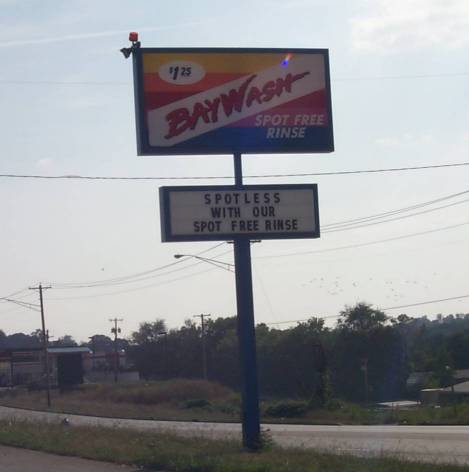 $1 25
BAYWASH
SPOT FREE
RINSE
SPOTLESS
WITH OUR
SPOT FREE RINSE